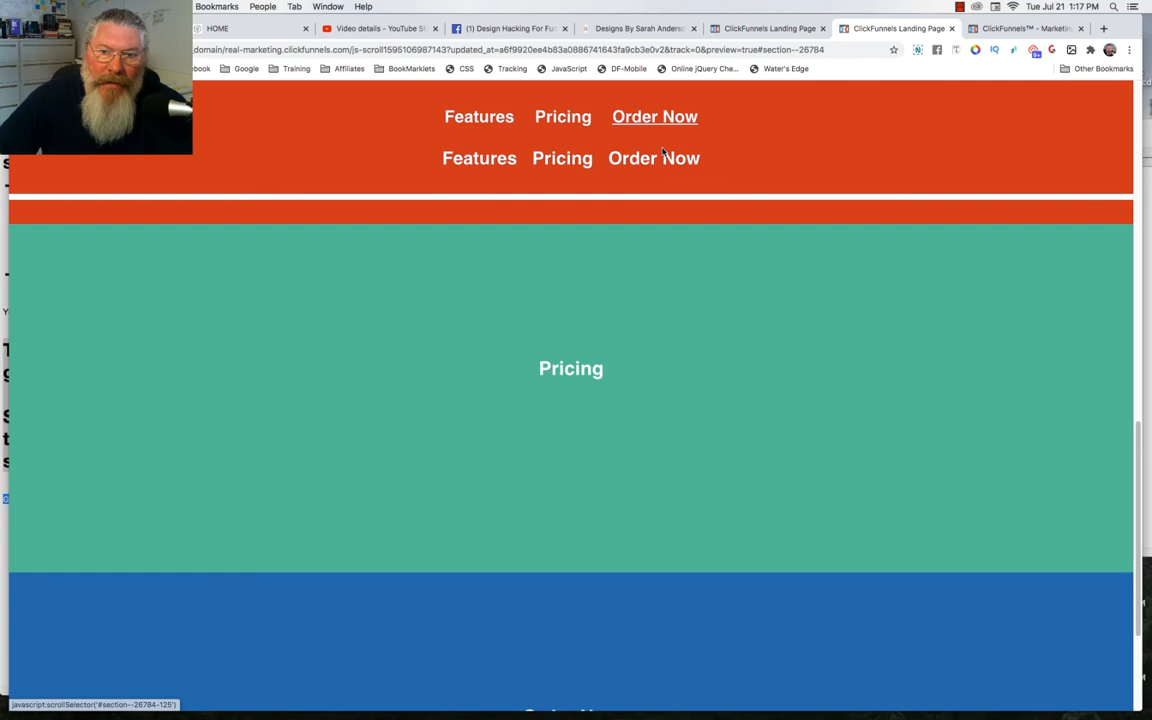 Bookmarks People Tab Window Help Tue Jul 21 1:17 PM
HOME Video details - YouTube St (1) Design Hacking For Fu Designs By Sarah Anderso ClickFunnels Landing Page ClickFunnels Landing Page ClickFunnels™ - Marketing
domain/real-marketing.clickfunnels.com/js-scroll1595106987143?updated_at=a6f9920ee4b83a0886741643fa9cb3e0v2&track=0&preview=true#section--26784
book Google Training Affiliates BookMarklets CSS Tracking JavaScript DF-Mobile Online jQuery Che... Water's Edge Other Bookmarks
Features Pricing Order Now
Features Pricing Order Now
Pricing
javascript:scrollSelector('#section--26784-125')